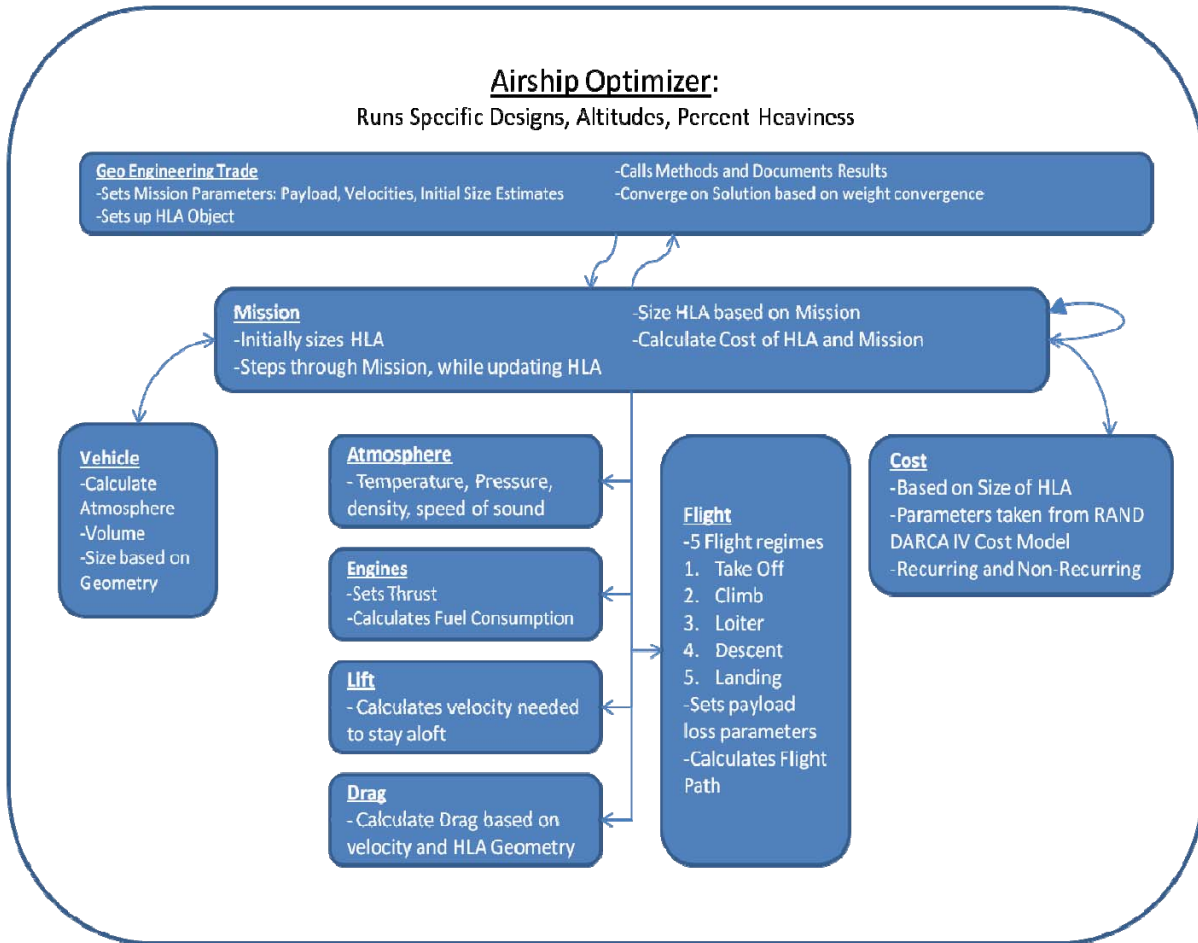 Airship Optimizer:
Runs Specific Designs, Altitudes, Percent Heaviness
Geo Engineering Trade
-Sets Mission Parameters: Payload, Velocities, Initial Size Estimates
-Sets up HLA Object
-Calls Methods and Documents Results
-Converge on Solution based on weight convergence
Mission
-Initially sizes HLA
-Steps through Mission, while updating HLA
-Size HLA based on Mission
-Calculate Cost of HLA and Mission
Vehicle
-Calculate
Atmosphere
-Volume
-Size based on
Geometry
Atmosphere
- Temperature, Pressure,
density, speed of sound
Engines
-Sets Thrust
-Calculates Fuel Consumption
Lift
- Calculates velocity needed
to stay aloft
Drag
- Calculate Drag based on
velocity and HLA Geometry
Flight
-5 Flight regimes
1. Take Off
2. Climb
3. Loiter
4. Descent
5. Landing
-Sets payload
loss parameters
-Calculates Flight
Path
Cost
-Based on Size of HLA
-Parameters taken from RAND
DARCA IV Cost Model
-Recurring and Non-Recurring